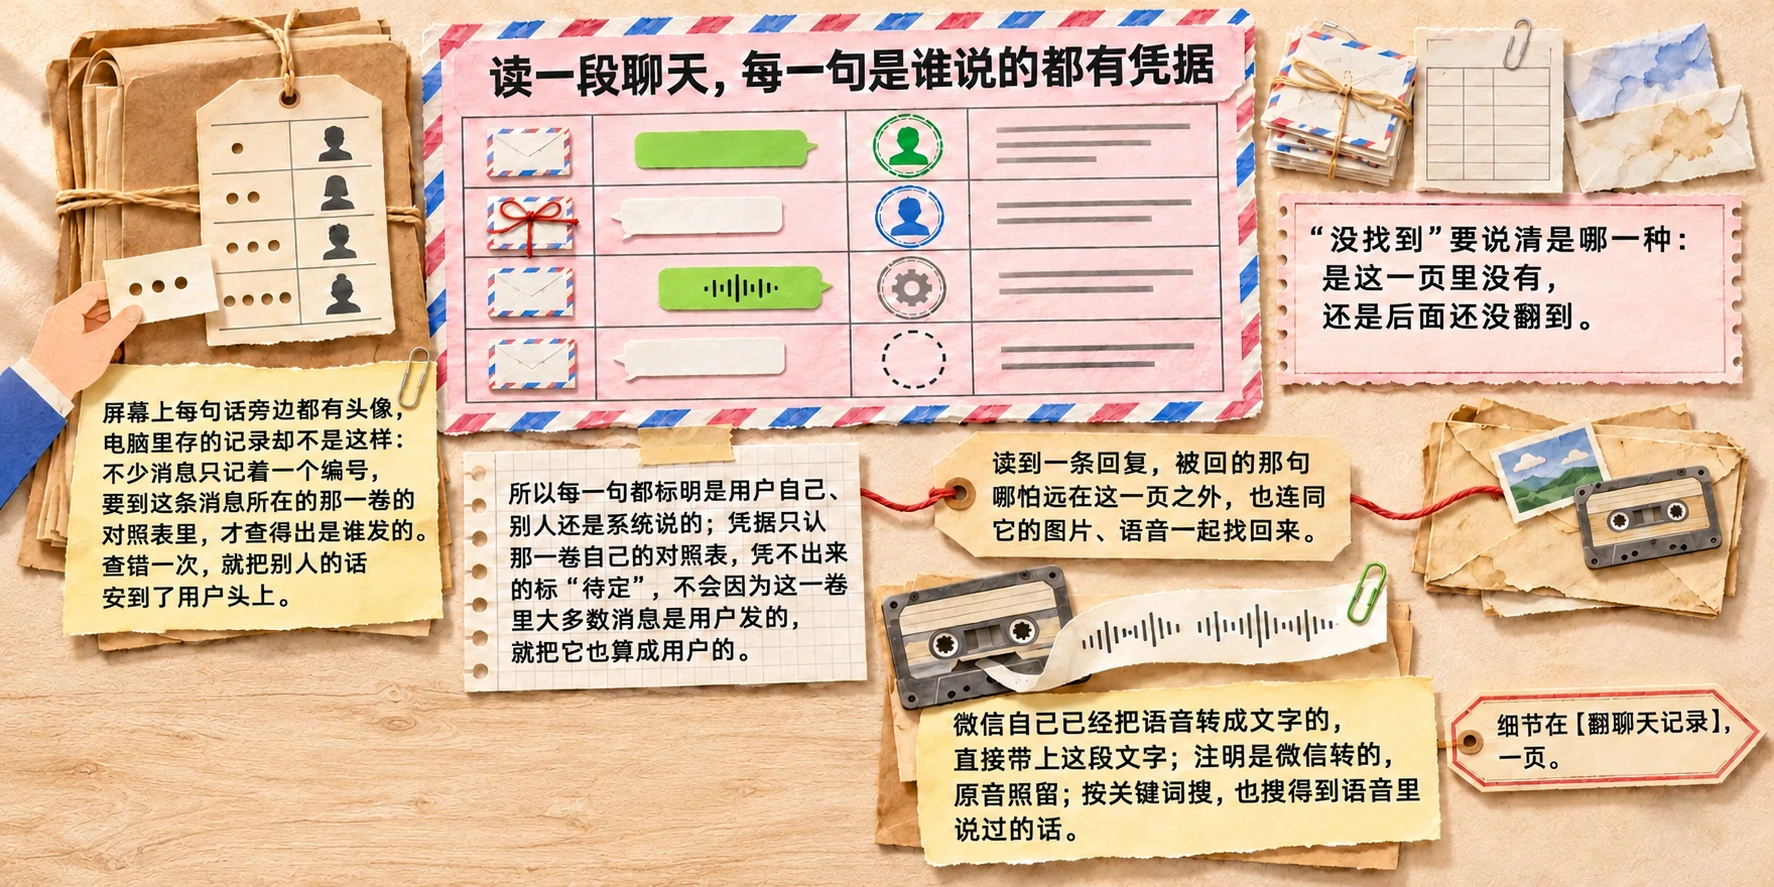 读一段聊天，每一句是谁说的都有凭据
屏幕上每句话旁边都有头像，
电脑里存的记录却不是这样：
不少消息只记着一个编号，
要到这条消息所在的那一卷的
对照表里，才查得出是谁发的。
查错一次，就把别人的话
安到了用户头上。
所以每一句都标明是用户自己、
别人还是系统说的；凭据只认
那一卷自己的对照表，凭不出来
的标“待定”，不会因为这一卷
里大多数消息是用户发的，
就把它也算成用户的。
“没找到”要说清是哪一种：
是这一页里没有，
还是后面还没翻到。
读到一条回复，被回的那句
哪怕远在这一页之外，也连同
它的图片、语音一起找回来。
微信自己已经把语音转成文字的，
直接带上这段文字；注明是微信转的，
原音照留；按关键词搜，也搜得到语音里
说过的话。
细节在【翻聊天记录】，
一页。